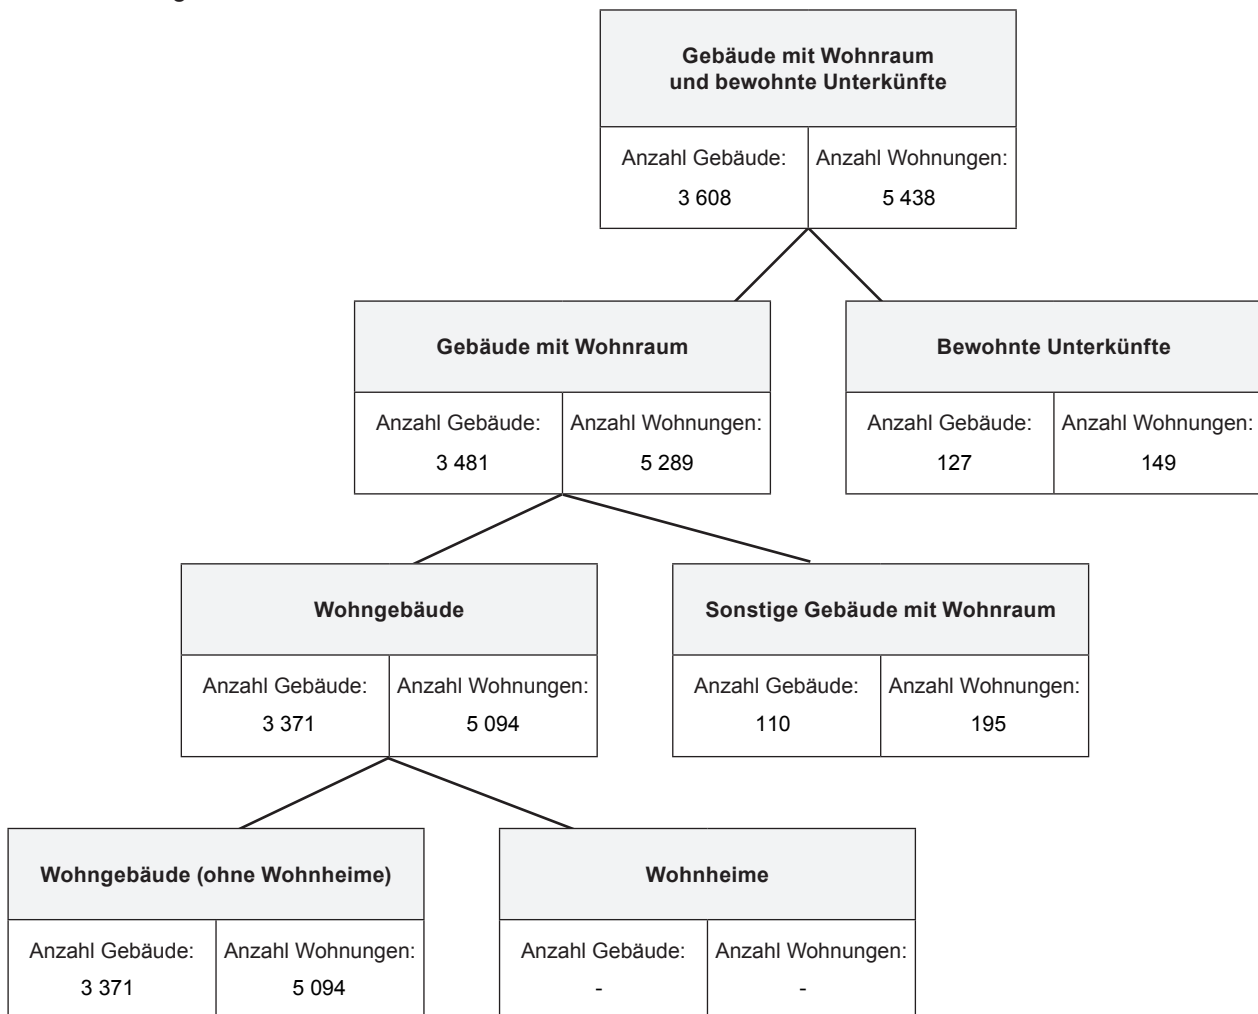 Gebäude mit Wohnraum
und bewohnte Unterkünfte
Anzahl Gebäude: Anzahl Wohnungen:
3 608 5 438
Gebäude mit Wohnraum
Anzahl Gebäude: Anzahl Wohnungen:
3 481 5 289
Bewohnte Unterkünfte
Anzahl Gebäude: Anzahl Wohnungen:
127 149
Wohngebäude
Anzahl Gebäude: Anzahl Wohnungen:
3 371 5 094
Sonstige Gebäude mit Wohnraum
Anzahl Gebäude: Anzahl Wohnungen:
110 195
Wohngebäude (ohne Wohnheime)
Anzahl Gebäude: Anzahl Wohnungen:
3 371 5 094
Wohnheime
Anzahl Gebäude: Anzahl Wohnungen:
- -